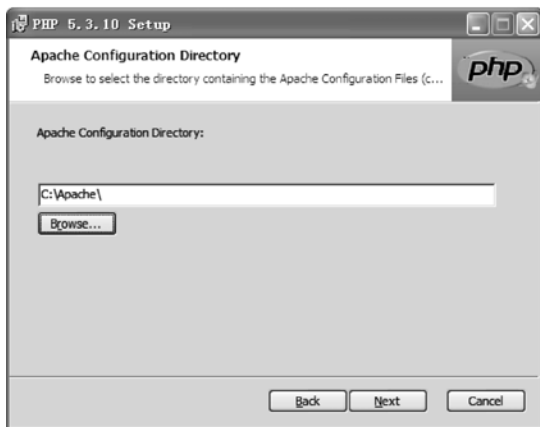 PHP 5.3.10 Setup
Apache Configuration Directory
Browse to select the directory containing the Apache Configuration Files (c...
php
Apache Configuration Directory:
C:\Apache\
Browse...
Back
Next
Cancel